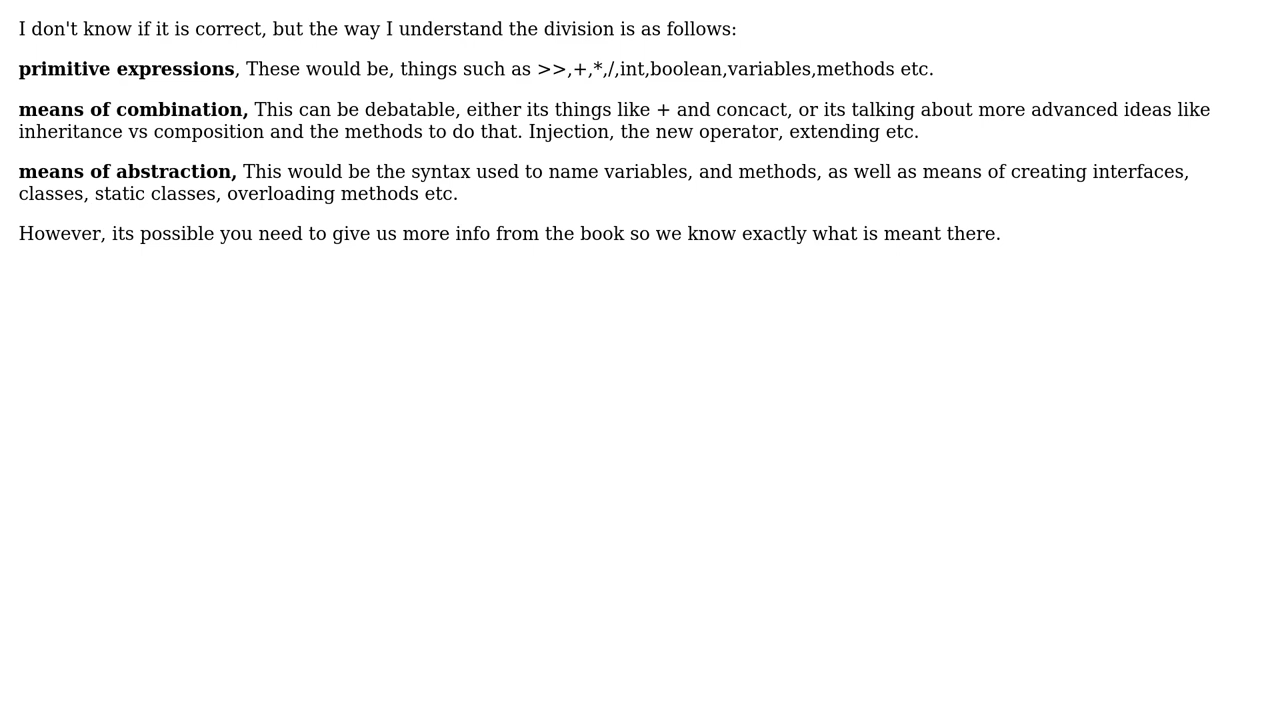 I don't know if it is correct, but the way I understand the division is as follows:
primitive expressions, These would be, things such as >>,+,*,/,int,boolean,variables,methods etc.
means of combination, This can be debatable, either its things like + and concact, or its talking about more advanced ideas like
inheritance vs composition and the methods to do that. Injection, the new operator, extending etc.
means of abstraction, This would be the syntax used to name variables, and methods, as well as means of creating interfaces,
classes, static classes, overloading methods etc.
However, its possible you need to give us more info from the book so we know exactly what is meant there.